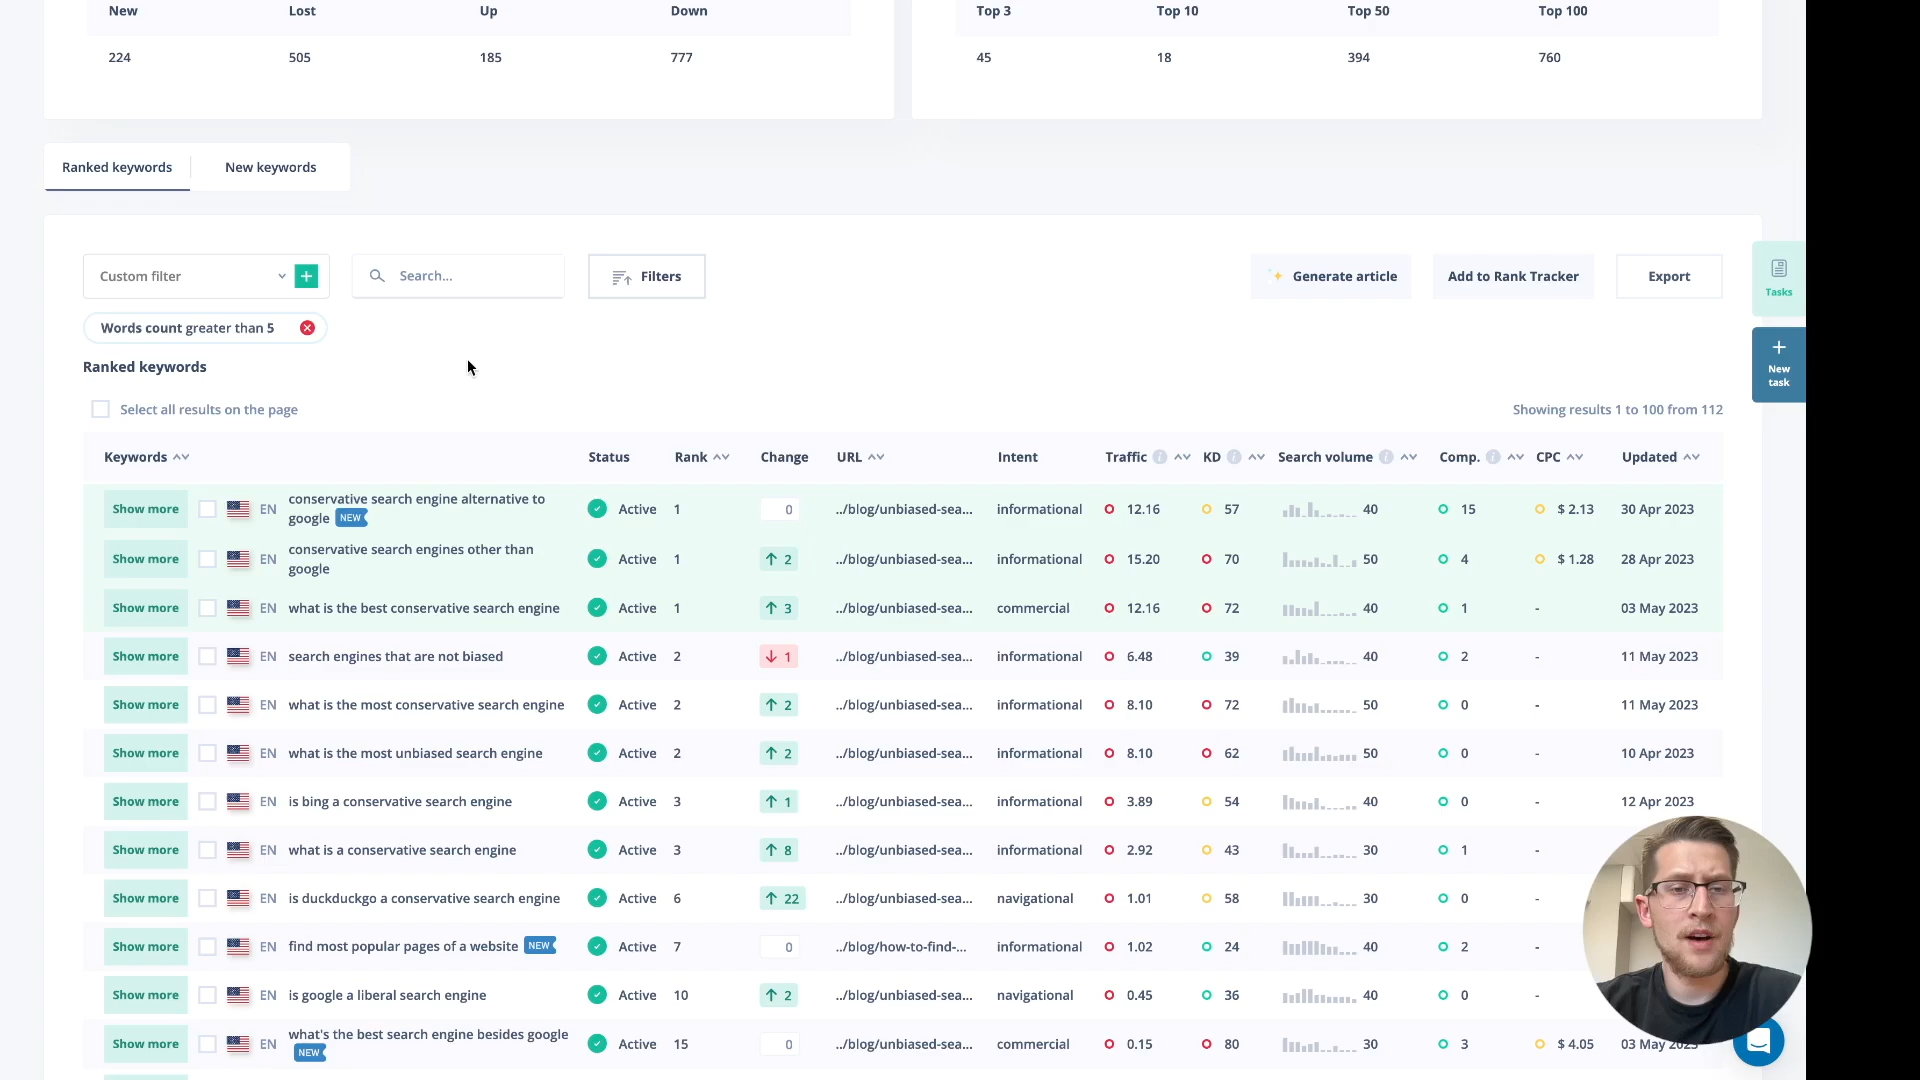 New Lost Up Down
224 505 185 777
Top 3 Top 10 Top 50 Top 100
45 18 394 760
Ranked keywords New keywords
Custom filter + Search... Filters Generate article Add to Rank Tracker Export
Words count greater than 5
Ranked keywords
Select all results on the page Showing results 1 to 100 from 112
Tasks
+
New
task
Keywords Status Rank Change URL Intent Traffic i KD i Search volume i Comp. i CPC Updated
Show more EN conservative search engine alternative to
google NEW Active 1 0 ../blog/unbiased-sea... informational 12.16 57 40 15 $ 2.13 30 Apr 2023
Show more EN conservative search engines other than
google Active 1 2 ../blog/unbiased-sea... informational 15.20 70 50 4 $ 1.28 28 Apr 2023
Show more EN what is the best conservative search engine Active 1 3 ../blog/unbiased-sea... commercial 12.16 72 40 1 - 03 May 2023
Show more EN search engines that are not biased Active 2 1 ../blog/unbiased-sea... informational 6.48 39 40 2 - 11 May 2023
Show more EN what is the most conservative search engine Active 2 2 ../blog/unbiased-sea... informational 8.10 72 50 0 - 11 May 2023
Show more EN what is the most unbiased search engine Active 2 2 ../blog/unbiased-sea... informational 8.10 62 50 0 - 10 Apr 2023
Show more EN is bing a conservative search engine Active 3 1 ../blog/unbiased-sea... informational 3.89 54 40 0 - 12 Apr 2023
Show more EN what is a conservative search engine Active 3 8 ../blog/unbiased-sea... informational 2.92 43 30 1 -
Show more EN is duckduckgo a conservative search engine Active 6 22 ../blog/unbiased-sea... navigational 1.01 58 30 0 -
Show more EN find most popular pages of a website NEW Active 7 0 ../blog/how-to-find-... informational 1.02 24 40 2 -
Show more EN is google a liberal search engine Active 10 2 ../blog/unbiased-sea... navigational 0.45 36 40 0 -
Show more EN what's the best search engine besides google
NEW Active 15 0 ../blog/unbiased-sea... commercial 0.15 80 30 3 $ 4.05 03 May 2023